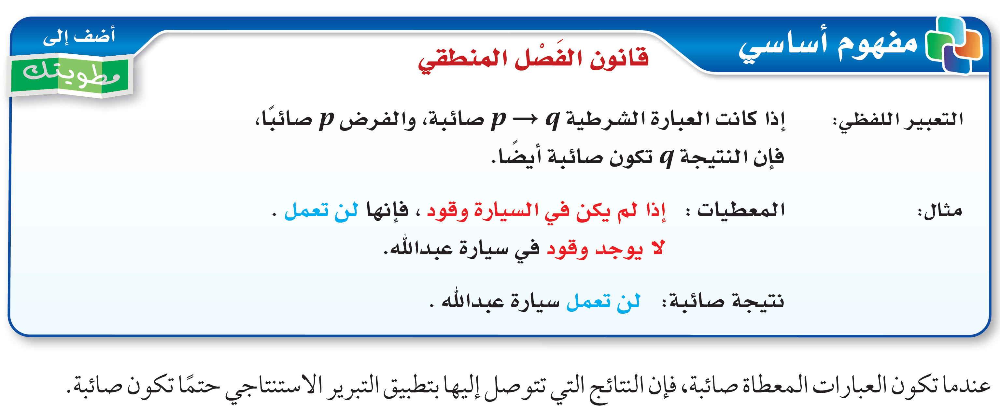 مفهوم أساسي
أضف إلى
مطويتك
قانون الفَصْل المنطقي
التعبير اللفظي: إذا كانت العبارة الشرطية p → q صائبة، والفرض p صائبًا،
فإن النتيجة q تكون صائبة أيضًا.
مثال: المعطيات : إذا لم يكن في السيارة وقود ، فإنها لن تعمل .
لا يوجد وقود في سيارة عبدالله.
نتيجة صائبة: لن تعمل سيارة عبدالله .
عندما تكون العبارات المعطاة صائبة، فإن النتائج التي تتوصل إليها بتطبيق التبرير الاستنتاجي حتمًا تكون صائبة.